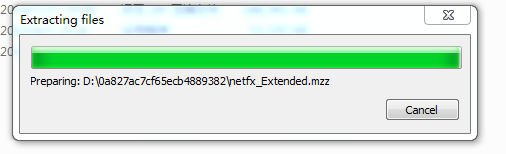 Extracting files
Preparing: D:\0a827ac7cf65ecb4889382\netfx_Extended.mzz
Cancel